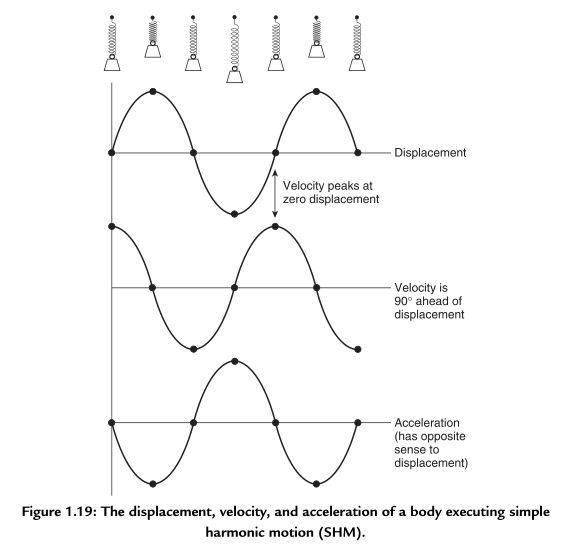 Displacement
Velocity peaks at
zero displacement
Velocity is
90° ahead of
displacement
Acceleration
(has opposite
sense to
displacement)
Figure 1.19: The displacement, velocity, and acceleration of a body executing simple
harmonic motion (SHM).